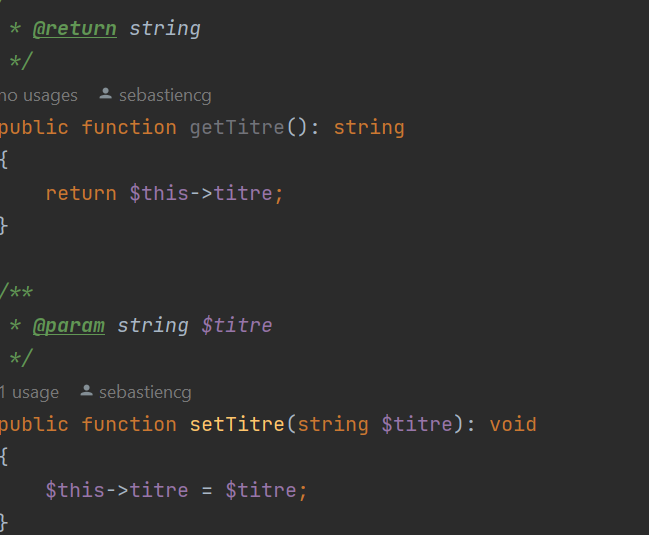 * @return string
*/
no usages sebastiencg
public function getTitre(): string
{
return $this->titre;
}
/**
* @param string $titre
*/
1 usage sebastiencg
public function setTitre(string $titre): void
{
$this->titre = $titre;
}